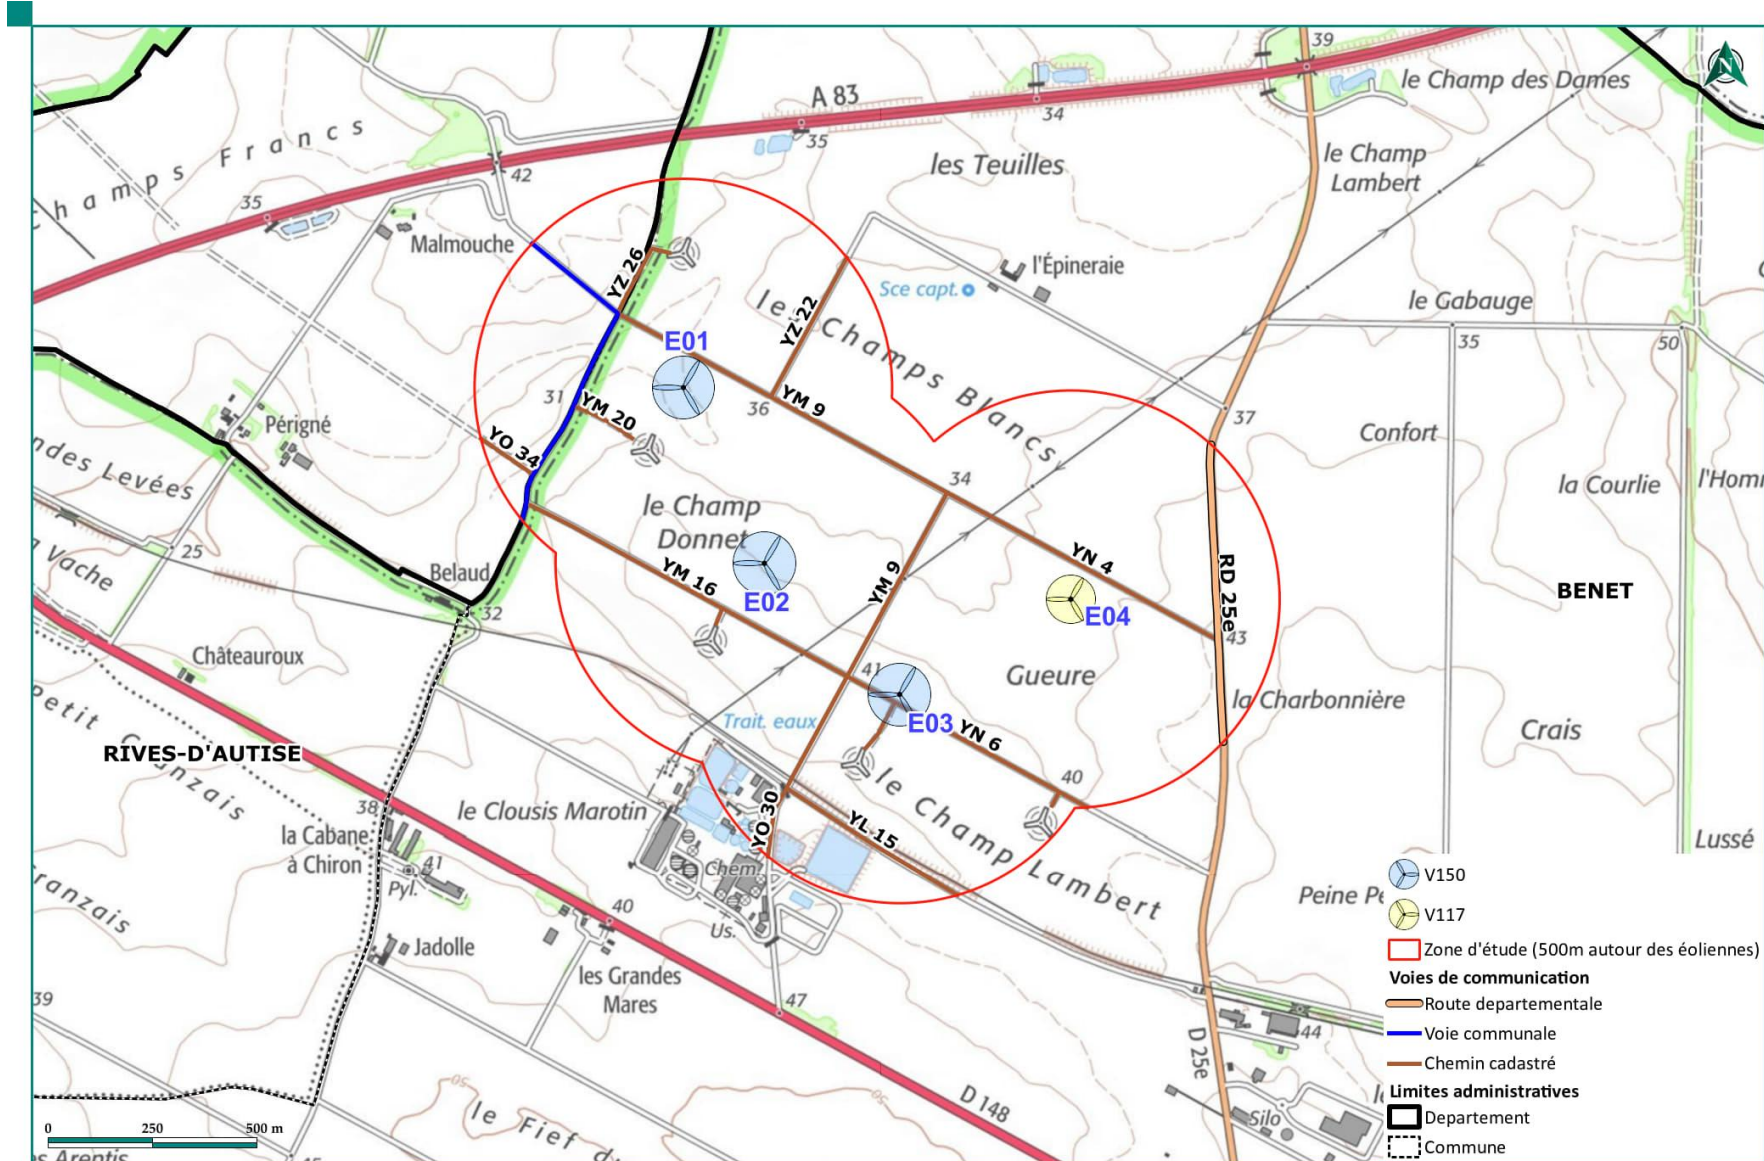 N
39
le Champ des Dames
A 83
34
35
Champs Francs
42
les Teuilles
le Champ
Lambert
35
Malmouche
YZ 26
l'Épineraie
Sce capt.
le Gabauge
YZ 22
les Champs Blancs
E01
35
50
31
YM 20
36
YM 9
37
Périgné
YO 34
Confort
34
la Courlie
ndes Levées
le Champ
Donnet
25
Vache
Belaud
YM 16
E02
YM 9
YN 4
RD 25e
BENET
32
E04
43
Châteauroux
41
Gueure
la Charbonnière
Trait. eaux
E03
YN 6
Crais
RIVES-D'AUTISE
Petit Granzais
40
38
le Clousis Marotin
YO 30
YL 15
le Champ Lambert
Lussé
la Cabane
à Chiron
41
Pyl.
Chem.
V150
Peine
V117
ranzais
40
Us.
Jadolle
Zone d'étude (500m autour des éoliennes)
les Grandes
Mares
Voies de communication
39
47
Route departementale
44
Voie communale
D 25e
Chemin cadastré
50
50
D 148
Limites administratives
le Fief
Silo
Departement
0 250 500 m
Commune
Arentis